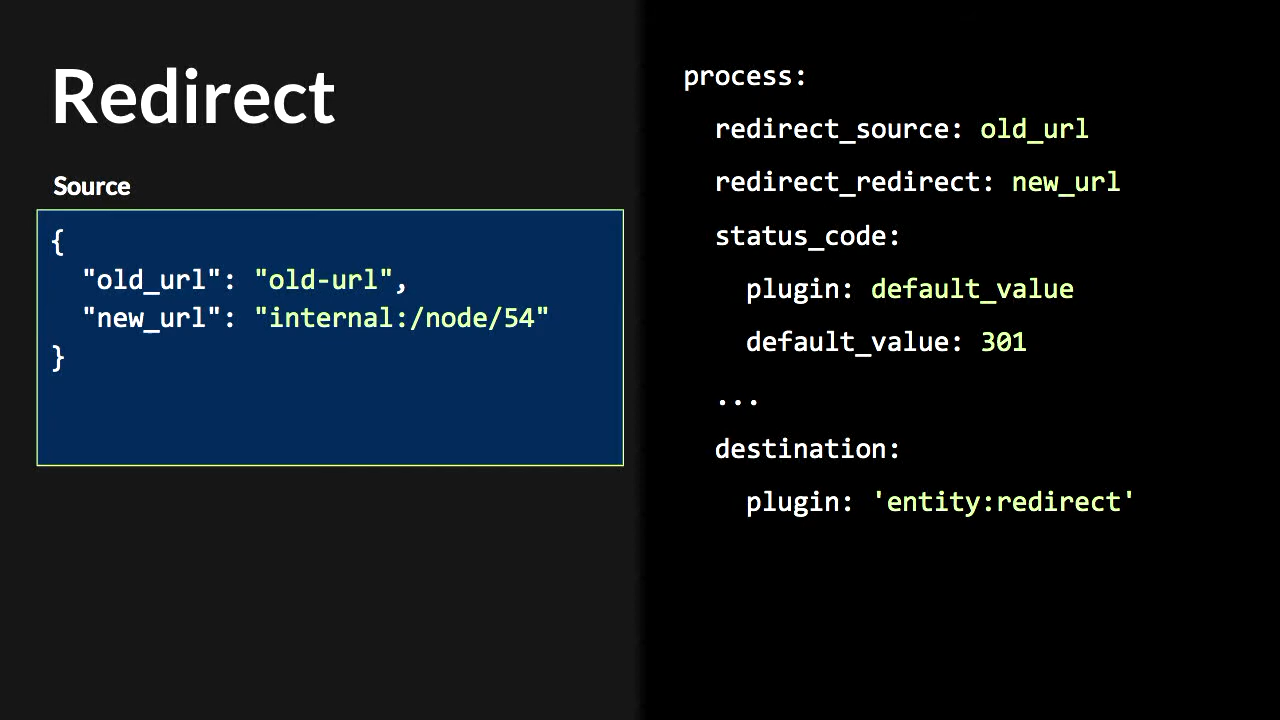 Redirect
Source
{
"old_url": "old-url",
"new_url": "internal:/node/54"
}
process:
redirect_source: old_url
redirect_redirect: new_url
status_code:
plugin: default_value
default_value: 301
...
destination:
plugin: 'entity:redirect'